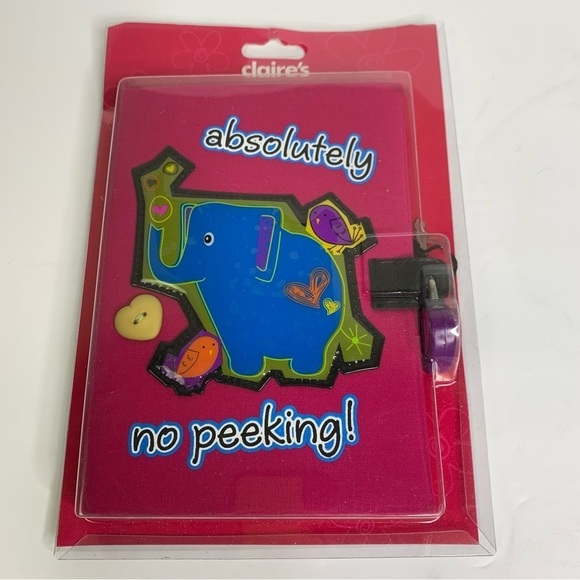 claire's
absolutely
no peeking!